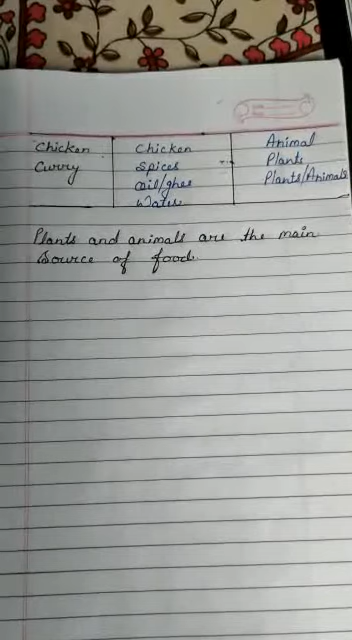 Chicken Chicken Animal
Curry Spices Plants
oil/ghee Plants/Animals
Water
Plants and animals are the main
source of food.